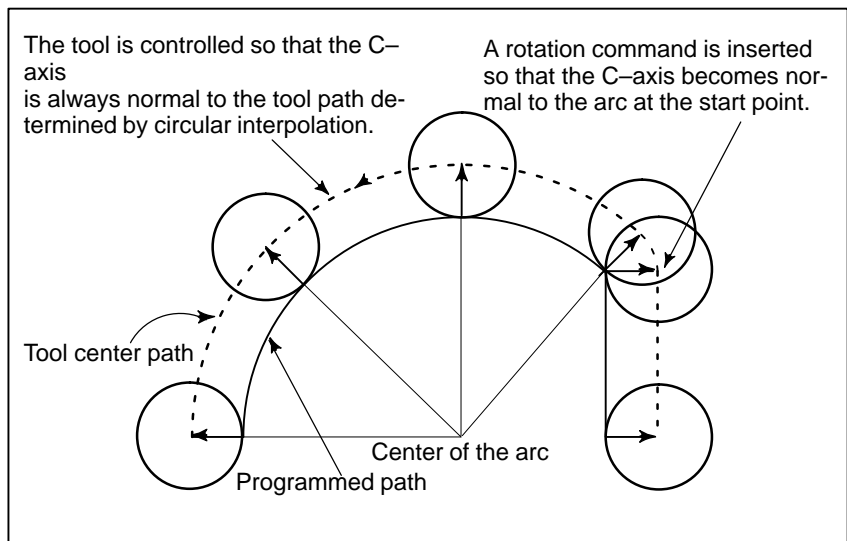 The tool is controlled so that the C–
axis
is always normal to the tool path de-
termined by circular interpolation.
A rotation command is inserted
so that the C–axis becomes nor-
mal to the arc at the start point.
Tool center path
Center of the arc
Programmed path